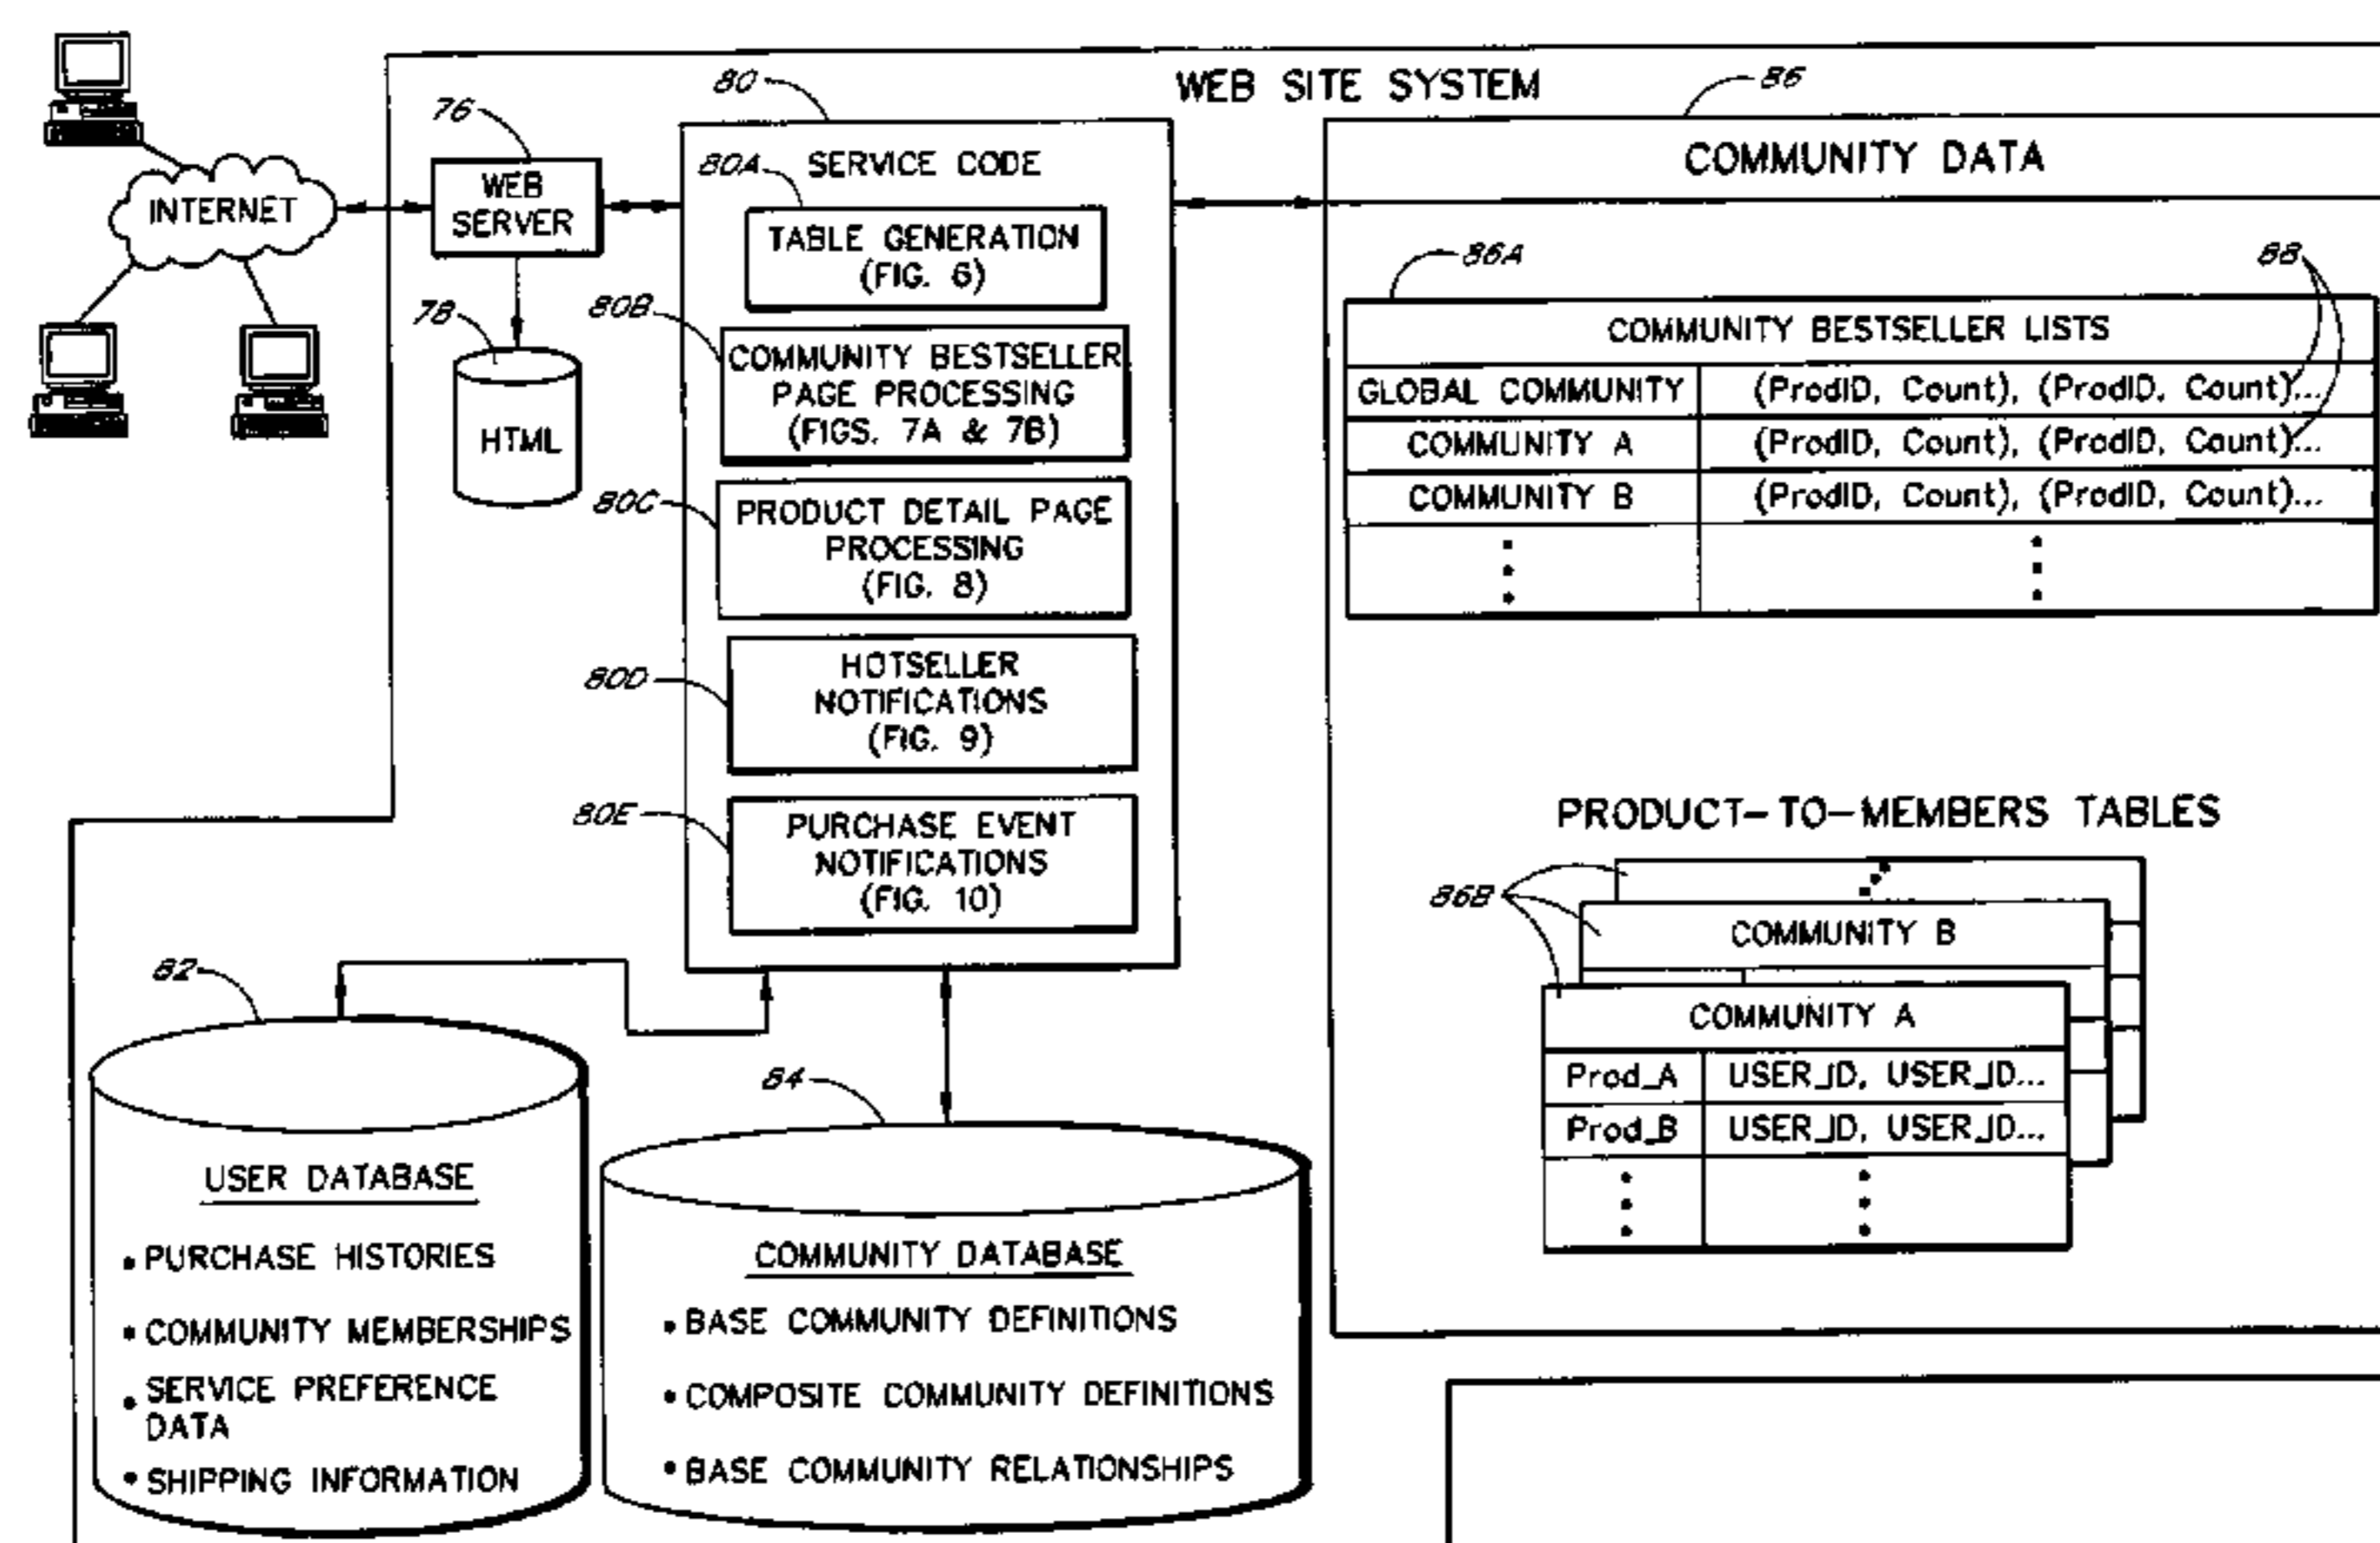 WEB SITE SYSTEM
INTERNET
76
WEB
SERVER
78
HTML
80
SERVICE CODE
80A
TABLE GENERATION
(FIG. 6)
80B
COMMUNITY BESTSELLER
PAGE PROCESSING
(FIGS. 7A & 7B)
80C
PRODUCT DETAIL PAGE
PROCESSING
(FIG. 8)
80D
HOTSELLER
NOTIFICATIONS
(FIG. 9)
80E
PURCHASE EVENT
NOTIFICATIONS
(FIG. 10)
86
COMMUNITY DATA
86A
88
COMMUNITY BESTSELLER LISTS
GLOBAL COMMUNITY (ProdID, Count), (ProdID, Count)...
COMMUNITY A (ProdID, Count), (ProdID, Count)...
COMMUNITY B (ProdID, Count), (ProdID, Count)...
PRODUCT-TO-MEMBERS TABLES
86B
COMMUNITY B
COMMUNITY A
Prod_A USER_ID, USER_ID...
Prod_B USER_ID, USER_ID...
82
USER DATABASE
• PURCHASE HISTORIES
• COMMUNITY MEMBERSHIPS
• SERVICE PREFERENCE
DATA
• SHIPPING INFORMATION
84
COMMUNITY DATABASE
• BASE COMMUNITY DEFINITIONS
• COMPOSITE COMMUNITY DEFINITIONS
• BASE COMMUNITY RELATIONSHIPS